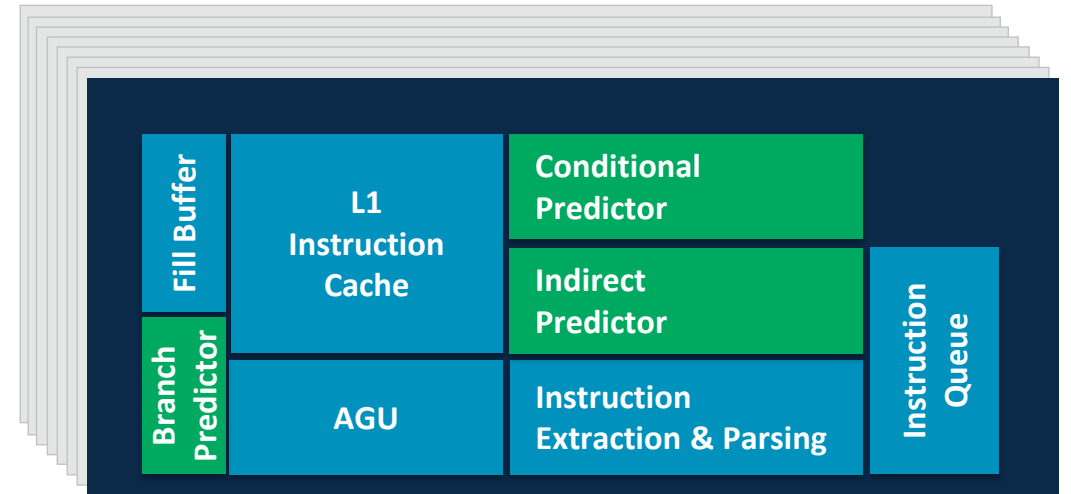 Fill Buffer
L1
Instruction
Cache
Conditional
Predictor
Indirect
Predictor
Branch
Predictor
AGU
Instruction
Extraction & Parsing
Instruction
Queue